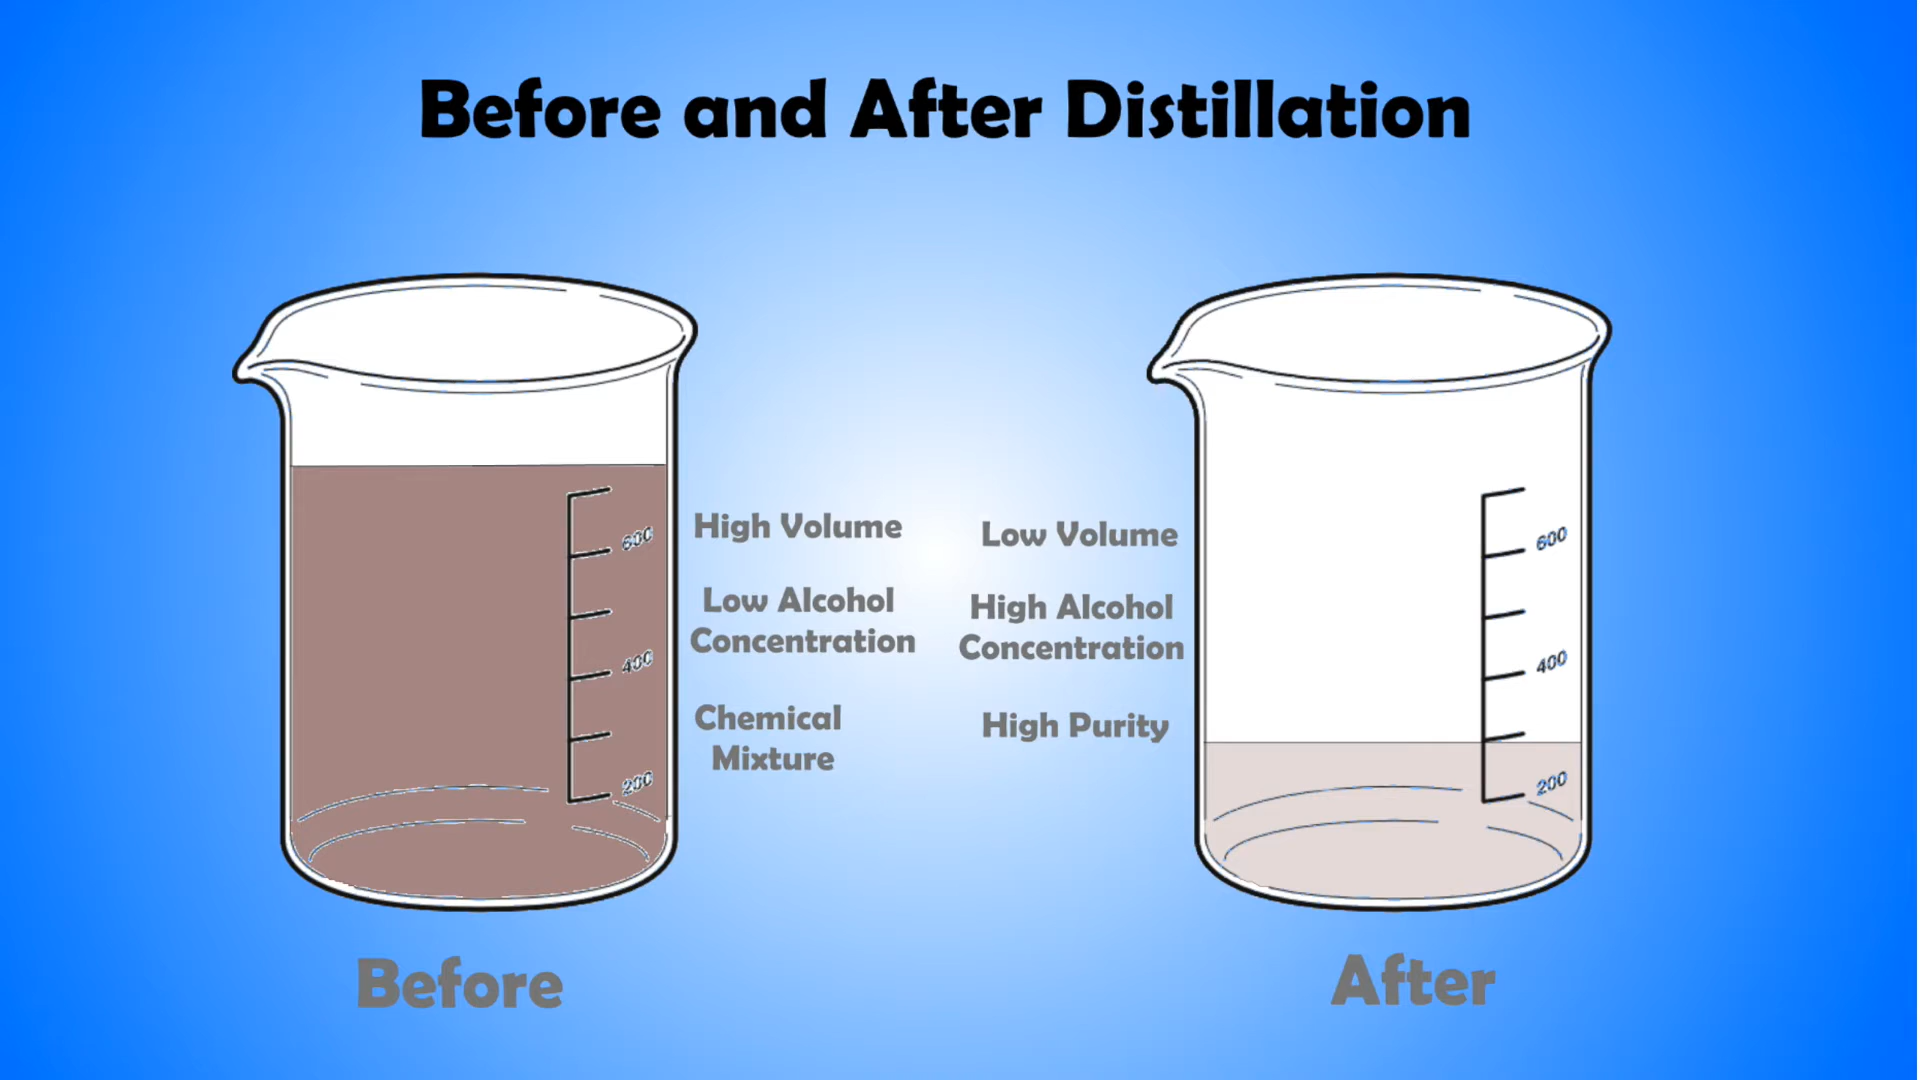 Before and After Distillation
600
400
200
High Volume
Low Alcohol
Concentration
Chemical
Mixture
Low Volume
High Alcohol
Concentration
High Purity
600
400
200
Before
After